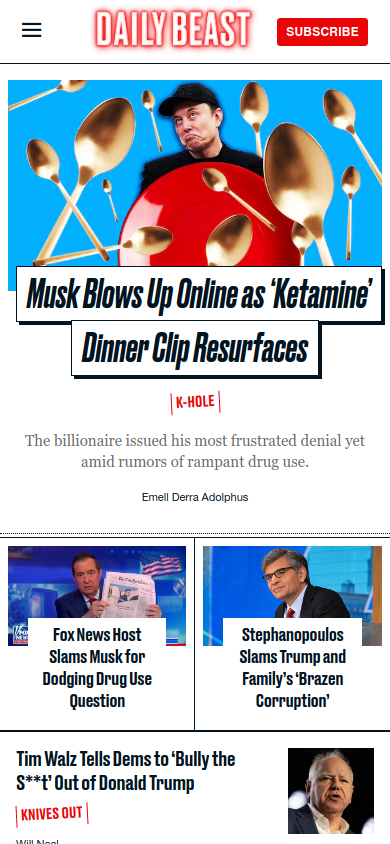 DAILY BEAST
SUBSCRIBE
Musk Blows Up Online as ‘Ketamine’
Dinner Clip Resurfaces
K-HOLE
The billionaire issued his most frustrated denial yet
amid rumors of rampant drug use.
Emell Derra Adolphus
Fox News Host
Slams Musk for
Dodging Drug Use
Question
Stephanopoulos
Slams Trump and
Family’s ‘Brazen
Corruption’
Tim Walz Tells Dems to ‘Bully the
S**t’ Out of Donald Trump
KNIVES OUT